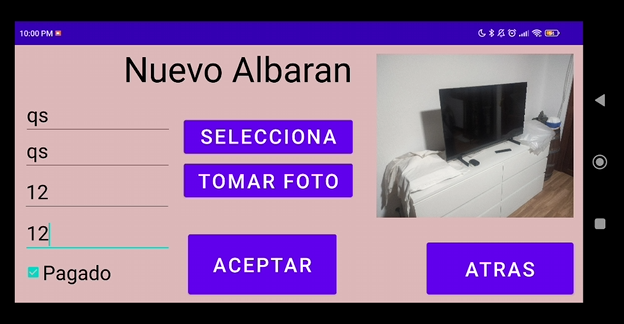 10:00 PM
Nuevo Albaran
qs
qs
12
12
Pagado
SELECCIONA
TOMAR FOTO
ACEPTAR
ATRAS